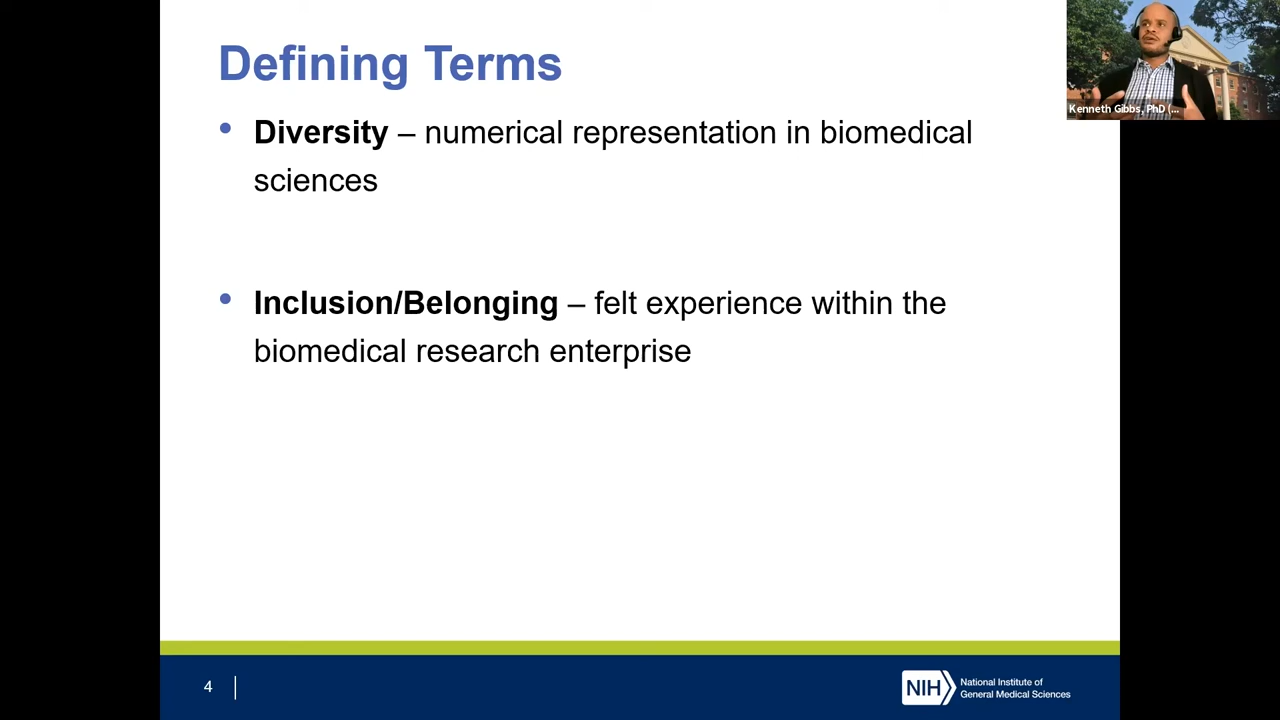 Defining Terms
Kenneth Gibbs, PhD (...
• Diversity – numerical representation in biomedical
sciences
• Inclusion/Belonging – felt experience within the
biomedical research enterprise
4
NIH
National Institute of
General Medical Sciences